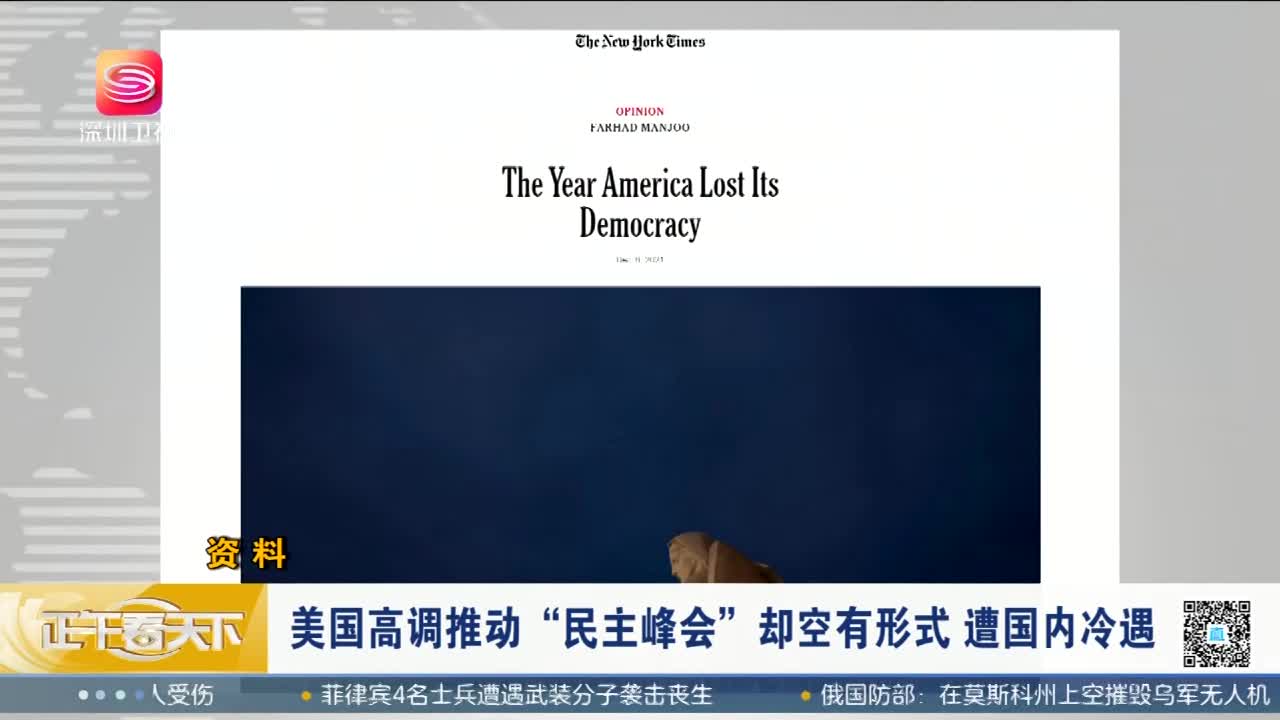 The New York Times
深圳卫视
OPINION
FARHAD MANJOO
The Year America Lost Its
Democracy
资料
正午看天下
美国高调推动“民主峰会”却空有形式 遭国内冷遇
人受伤
菲律宾4名士兵遭遇武装分子袭击丧生
俄国防部：在莫斯科州上空摧毁乌军无人机